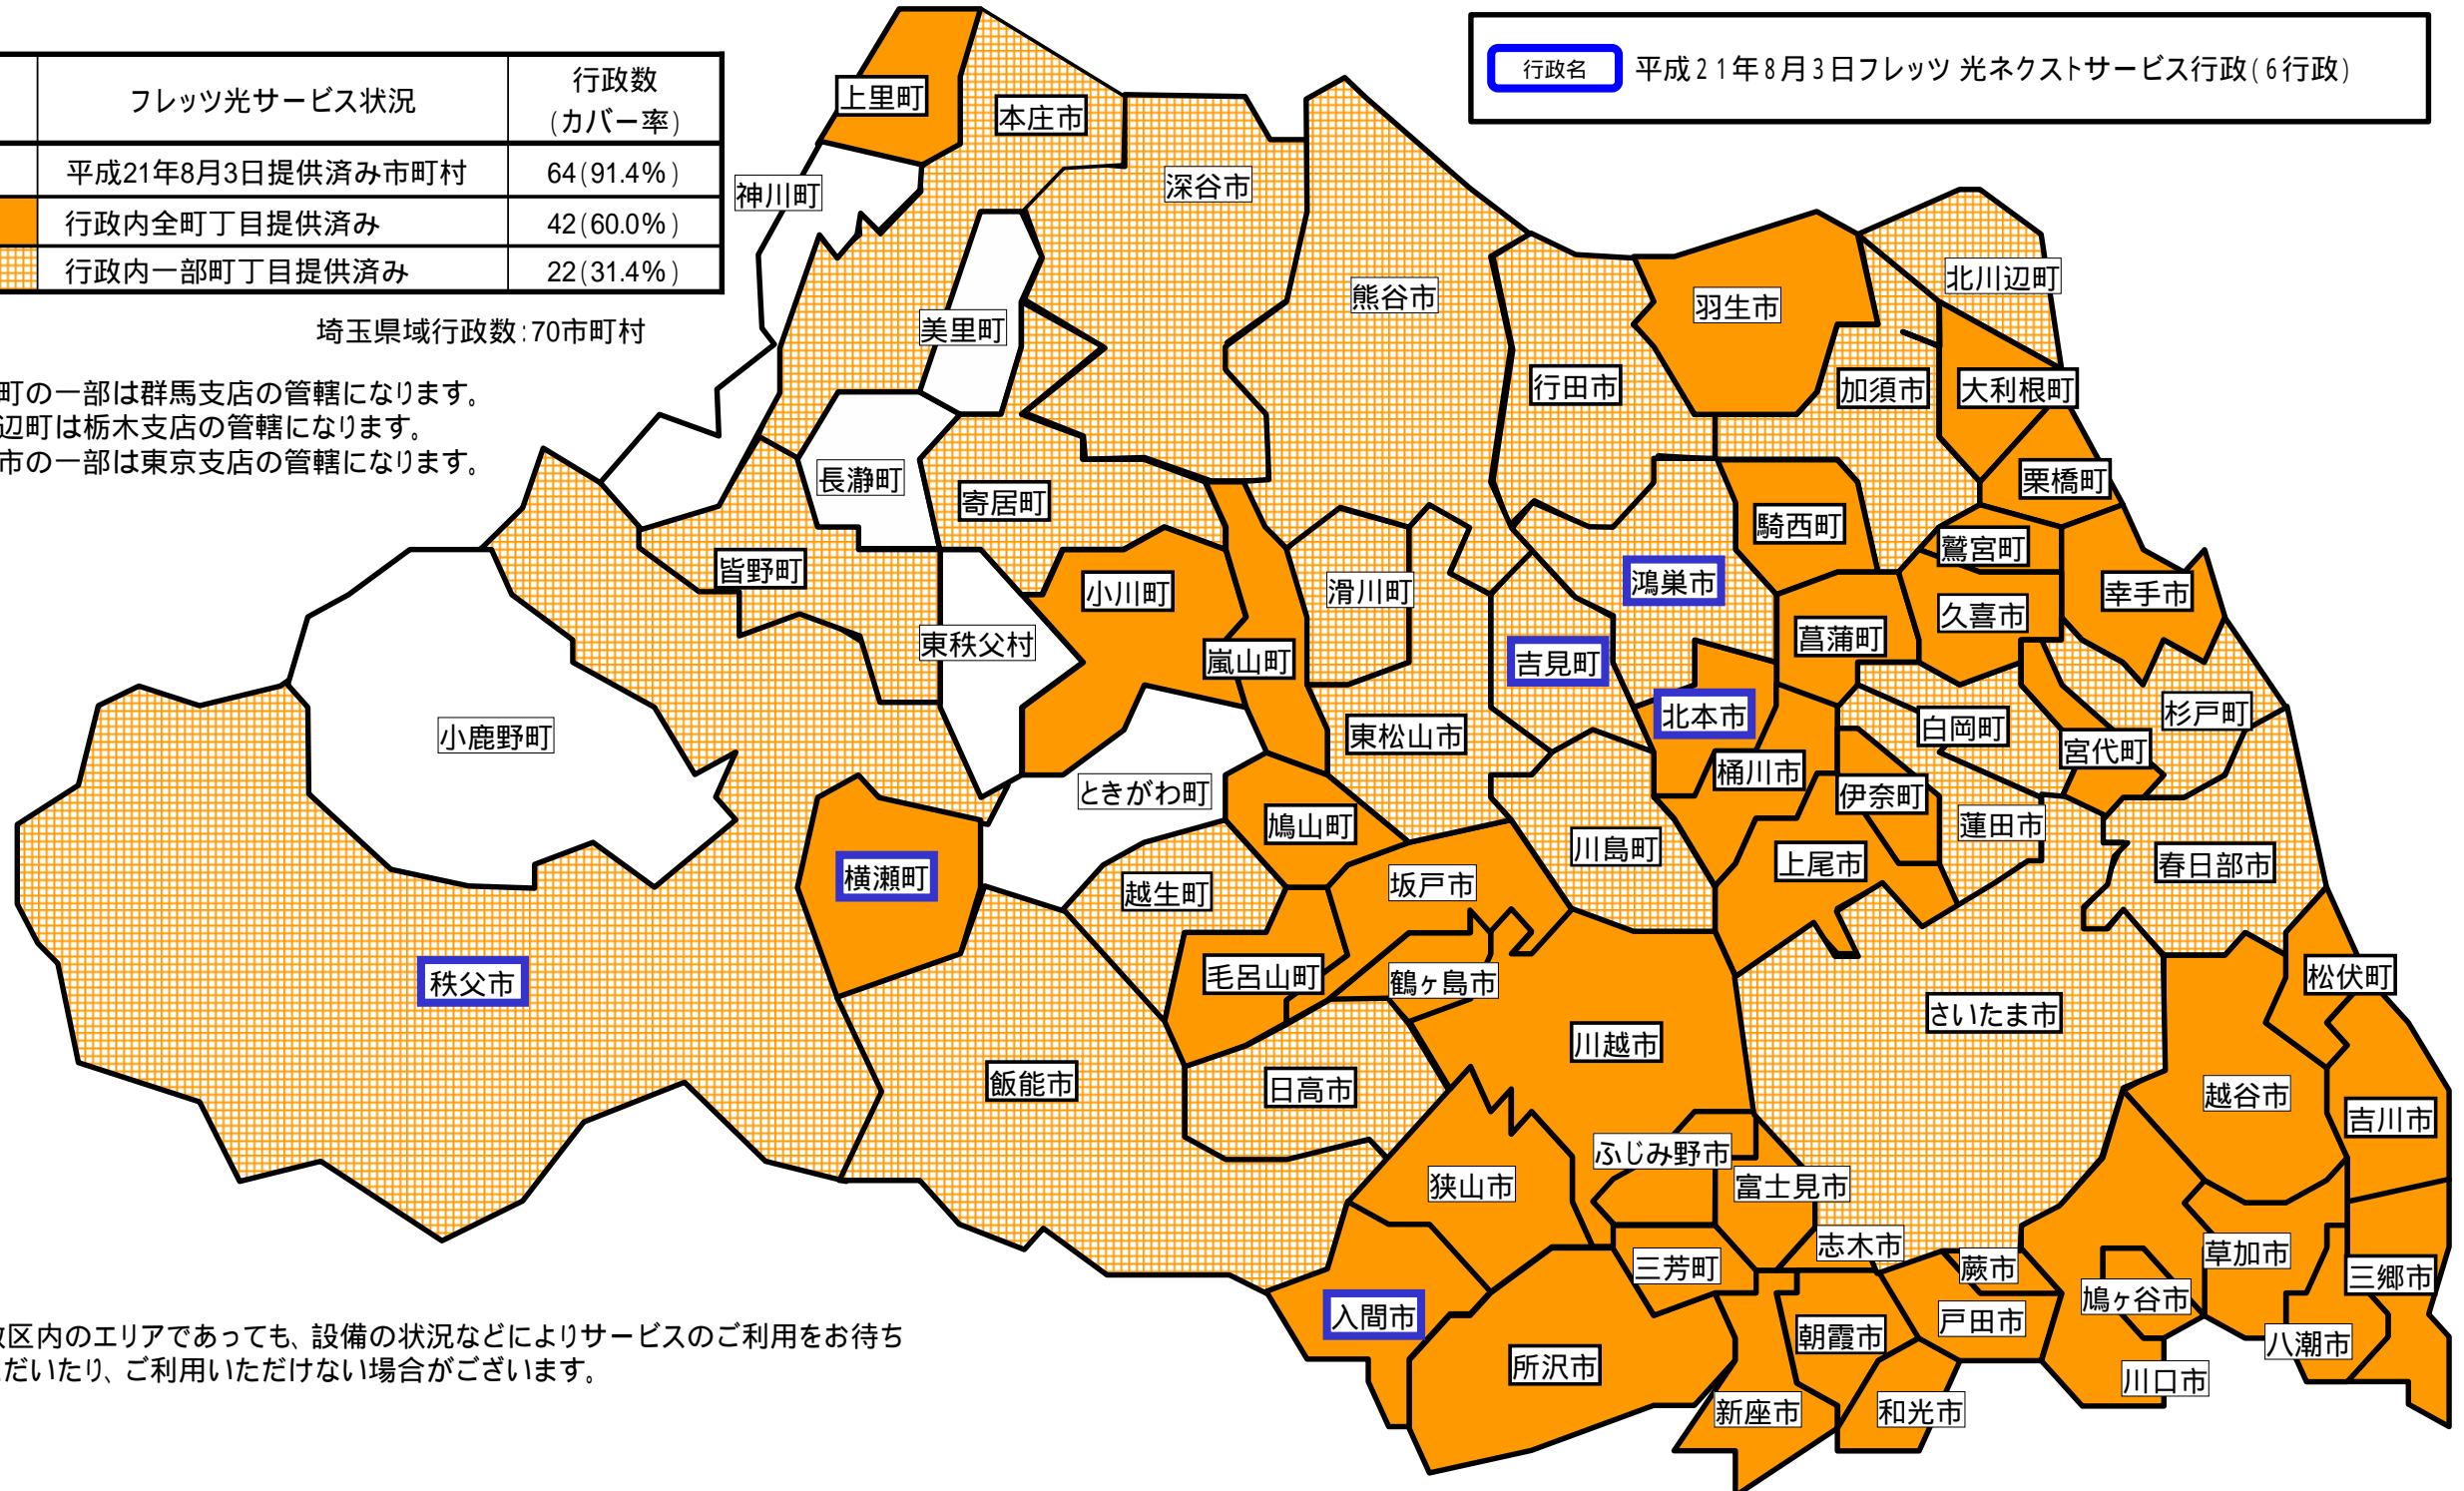 フレッツ光サービス状況
行政数
(カバー率)
平成21年8月3日提供済み市町村
64(91.4%)
行政内全町丁目提供済み
42(60.0%)
行政内一部町丁目提供済み
22(31.4%)
埼玉県域行政数:70市町村
町の一部は群馬支店の管轄になります。
辺町は栃木支店の管轄になります。
市の一部は東京支店の管轄になります。
行政名
平成21年8月3日フレッツ 光ネクストサービス行政(6行政)
上里町
本庄市
神川町
深谷市
熊谷市
美里町
行田市
羽生市
北川辺町
加須市
大利根町
長瀞町
寄居町
栗橋町
騎西町
皆野町
小川町
滑川町
鴻巣市
鷲宮町
幸手市
久喜市
菖蒲町
東秩父村
嵐山町
吉見町
北本市
小鹿野町
東松山市
白岡町
杉戸町
宮代町
ときがわ町
桶川市
伊奈町
鳩山町
川島町
蓮田市
上尾市
春日部市
横瀬町
越生町
坂戸市
秩父市
毛呂山町
鶴ヶ島市
松伏町
さいたま市
川越市
飯能市
日高市
越谷市
吉川市
ふじみ野市
狭山市
富士見市
志木市
三芳町
蕨市
草加市
三郷市
鳩ヶ谷市
入間市
戸田市
朝霞市
八潮市
所沢市
川口市
新座市
和光市
区内のエリアであっても、設備の状況などによりサービスのご利用をお待ち
ただいたり、ご利用いただけない場合がございます。